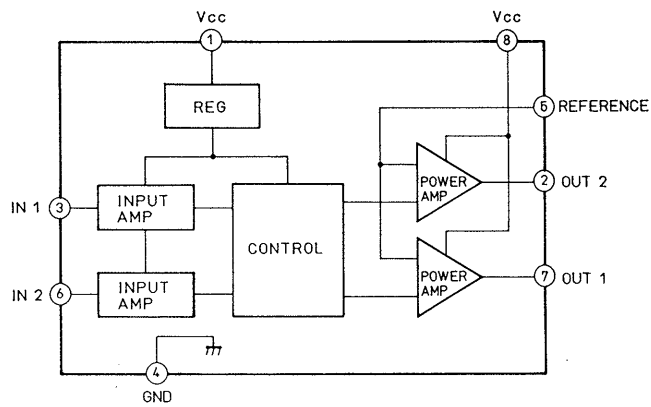 Vcc
Vcc
1
8
REG
5 REFERENCE
POWER
AMP
2 OUT 2
IN 1 3
INPUT
AMP
CONTROL
POWER
AMP
7 OUT 1
IN 2 6
INPUT
AMP
4
GND